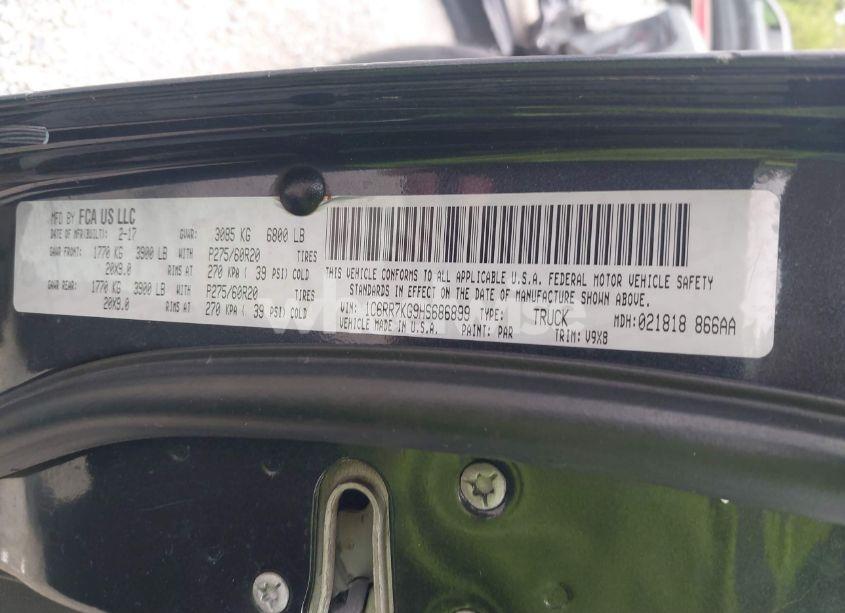 MFD BY FCA US LLC
DATE OF MFR(BUILT): 2-17 GVWR: 3085 KG 6800 LB
GAWR FRONT: 1770 KG 3900 LB WITH P275/60R20 TIRES
20X9.0 RIMS AT 270 KPA ( 39 PSI) COLD
GAWR REAR: 1770 KG 3900 LB WITH P275/60R20 TIRES
20X9.0 RIMS AT 270 KPA ( 39 PSI) COLD
THIS VEHICLE CONFORMS TO ALL APPLICABLE U.S.A. FEDERAL MOTOR VEHICLE SAFETY
STANDARDS IN EFFECT ON THE DATE OF MANUFACTURE SHOWN ABOVE.
VIN: 1C6RR7KG9HS686899 TYPE: TRUCK MDH:021818 866AA
VEHICLE MADE IN U.S.A. PAINT: PAR TRIM: V9X8